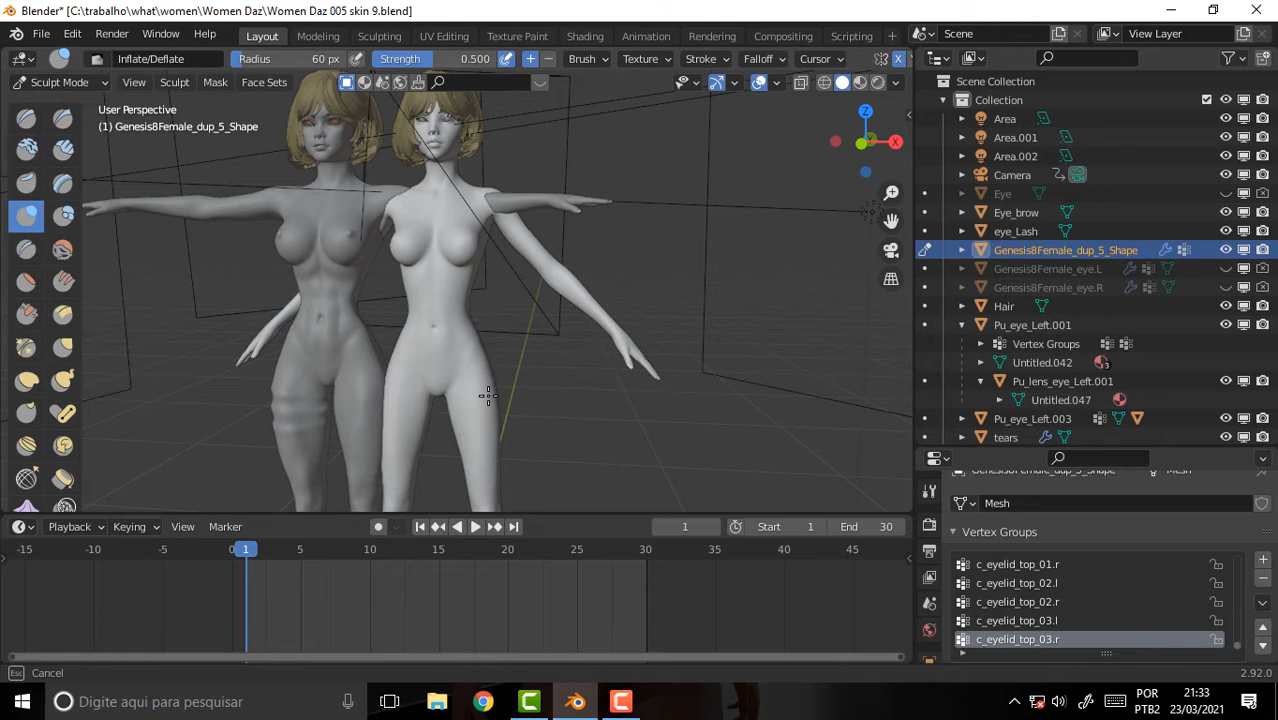 Blender* [C:\trabalho\what\women\Women Daz\Women Daz 005 skin 9.blend]
File Edit Render Window Help Layout Modeling Sculpting UV Editing Texture Paint Shading Animation Rendering Compositing Scripting Scene View Layer
Inflate/Deflate Radius 60 px Strength 0.500 Brush Texture Stroke Falloff Cursor X
Sculpt Mode View Sculpt Mask Face Sets
User Perspective
(1) Genesis8Female_dup_5_Shape
Z
X
Y
Scene Collection
Collection
Area
Area.001
Area.002
Camera
Eye
Eye_brow
eye_Lash
Genesis8Female_dup_5_Shape
Genesis8Female_eye.L
Genesis8Female_eye.R
Hair
Pu_eye_Left.001
Vertex Groups
Untitled.042 3
Pu_lens_eye_Left.001
Untitled.047
Pu_eye_Left.003
tears
Genesis8Female_dup_5_Shape Mesh
Mesh
Vertex Groups
c_eyelid_top_01.r
c_eyelid_top_02.l
c_eyelid_top_02.r
c_eyelid_top_03.l
c_eyelid_top_03.r
Playback Keying View Marker 1 Start 1 End 30
-15 -10 -5 0 1 5 10 15 20 25 30 35 40 45
Esc Cancel 2.92.0
Digite aqui para pesquisar
POR
PTB2
21:33
23/03/2021